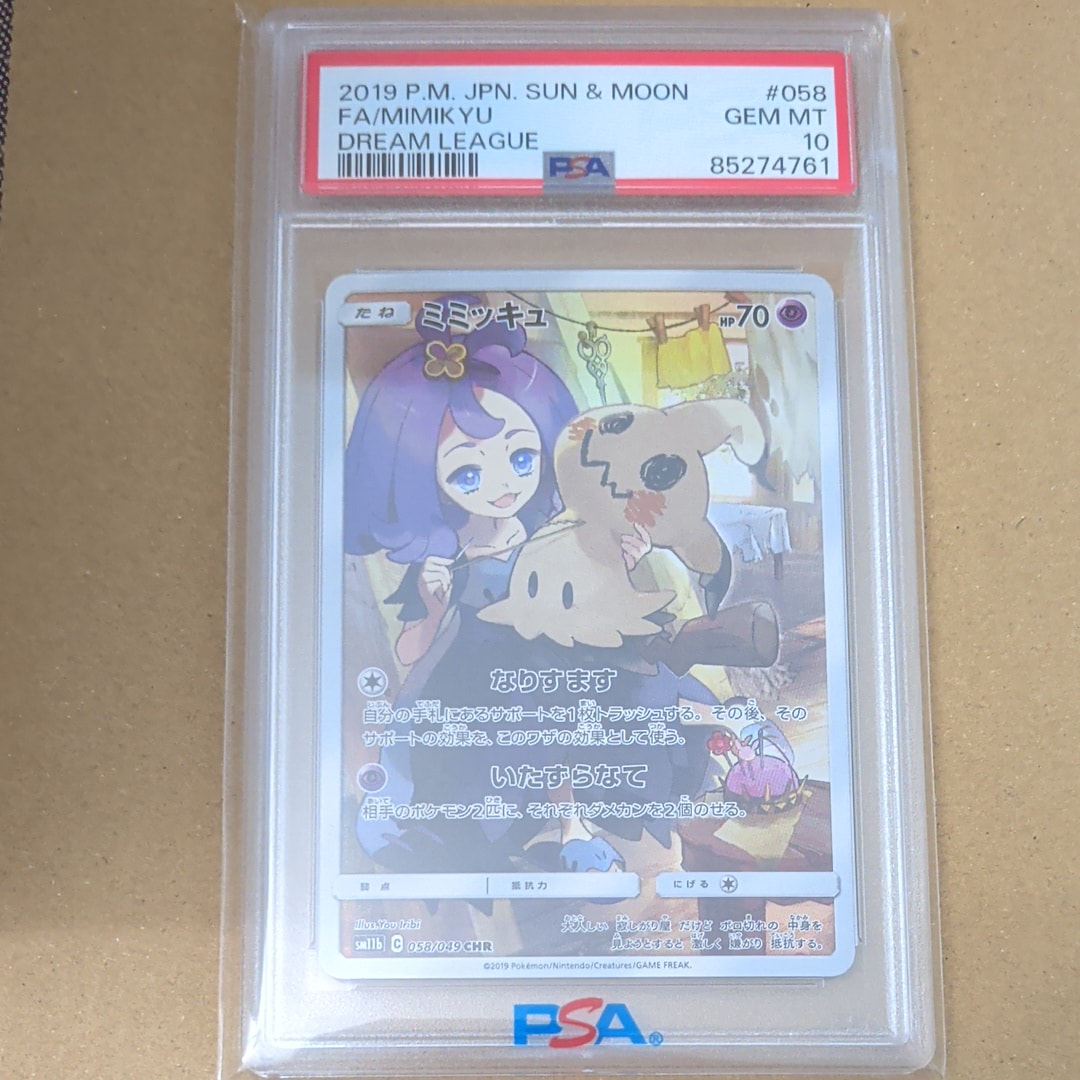 2019 P.M. JPN. SUN & MOON #058
FA/MIMIKYU GEM MT
DREAM LEAGUE 10
PSA 85274761
たね ミミッキュ HP70
なりすます
自分の手札にあるサポートを1枚トラッシュする。その後、その
サポートの効果を、このワザの効果として使う。
いたずらなて
相手のポケモン2匹に、それぞれダメカンを2個のせる。
弱点 抵抗力 にげる
Illus. You Iribi
大人しい 寂しがり屋 だけど ボロ切れの 中身を
見ようとすると 激しく 嫌がり 抵抗する。
sm11b C 058/049 CHR
©2019 Pokémon/Nintendo/Creatures/GAME FREAK.
PSA®